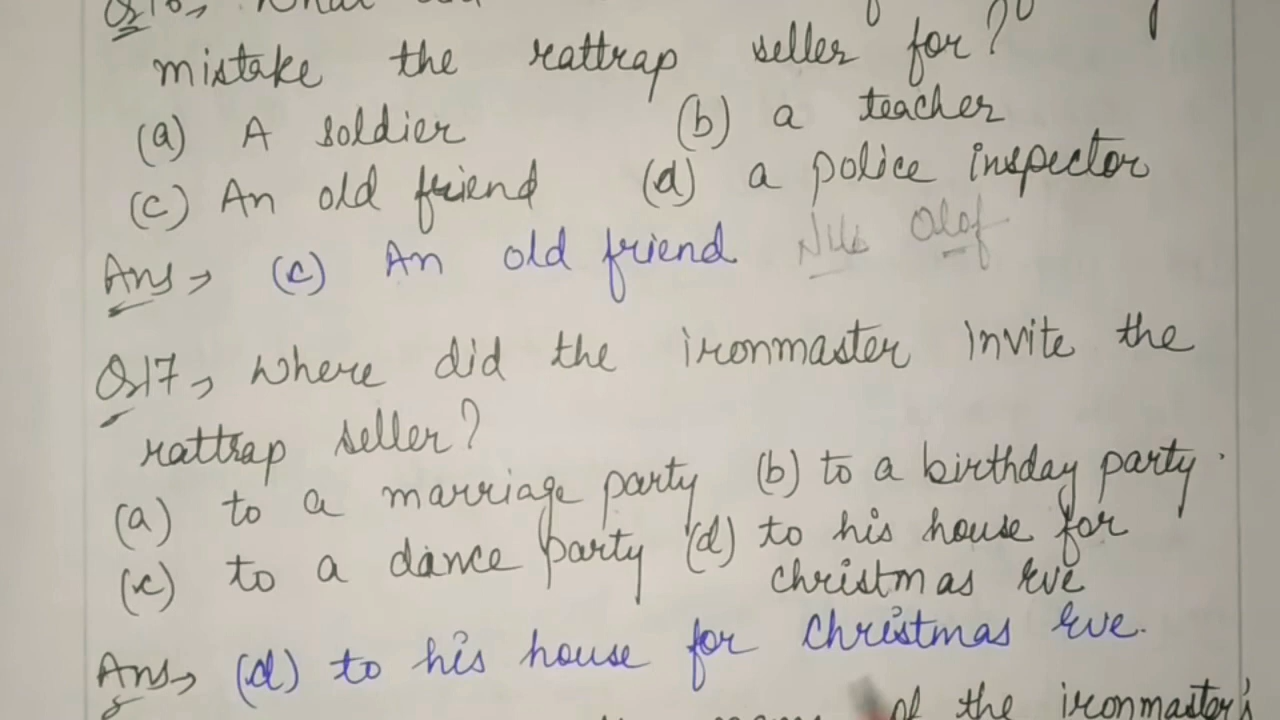 Q16, What
mistake the rattrap seller for?
(a) A soldier (b) a teacher
(c) An old friend (d) a police inspector
Ans → (c) An old friend Nils Olof
Q17 → Where did the ironmaster invite the
rattrap seller?
(a) to a marriage party (b) to a birthday party.
(c) to a dance party (d) to his house for
christmas eve
Ans → (d) to his house for christmas eve.
of the ironmaster's